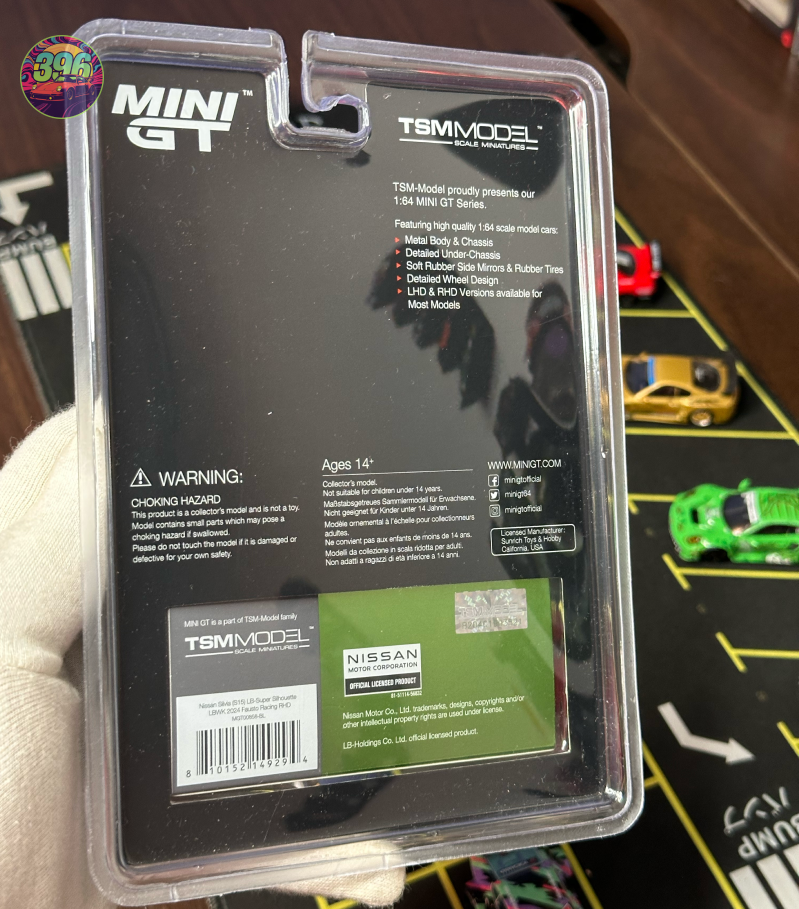 396
MINI GT™
TSMMODEL™
SCALE MINIATURES
TSM-Model proudly presents our
1:64 MINI GT Series.
Featuring high quality 1:64 scale model cars:
Metal Body & Chassis
Detailed Under-Chassis
Soft Rubber Side Mirrors & Rubber Tires
Detailed Wheel Design
LHD & RHD Versions available for
Most Models
WARNING:
CHOKING HAZARD
This product is a collector's model and is not a toy.
Model contains small parts which may pose a
choking hazard if swallowed.
Please do not touch the model if it is damaged or
defective for your own safety.
Ages 14+
Collector's model.
Not suitable for children under 14 years.
Maßstabsgetreues Sammlermodell für Erwachsene.
Nicht geeignet für Kinder unter 14 Jahren.
Modèle ornemental à l'échelle pour collectionneurs
adultes.
Ne convient pas aux enfants de moins de 14 ans.
Modelli da collezione in scala ridotta per adulti.
Non adatti a ragazzi di età inferiore a 14 anni.
WWW.MINIGT.COM
minigtofficial
minigt64
minigtofficial
Licensed Manufacturer:
Sunrich Toys & Hobby
California, USA
MINI GT is a part of TSM-Model family
TSMMODEL™
SCALE MINIATURES
Nissan Silvia (S15) LB-Super Silhouette
LBWK 2024 Fausto Racing RHD
MGT00858-BL
8 10152 14929 4
NISSAN
MOTOR CORPORATION
OFFICIAL LICENSED PRODUCT
Nissan Motor Co., Ltd. trademarks, designs, copyrights and/or
other intellectual property rights are used under license.
LB-Holdings Co., Ltd. official licensed product.
BUMP
バンプ